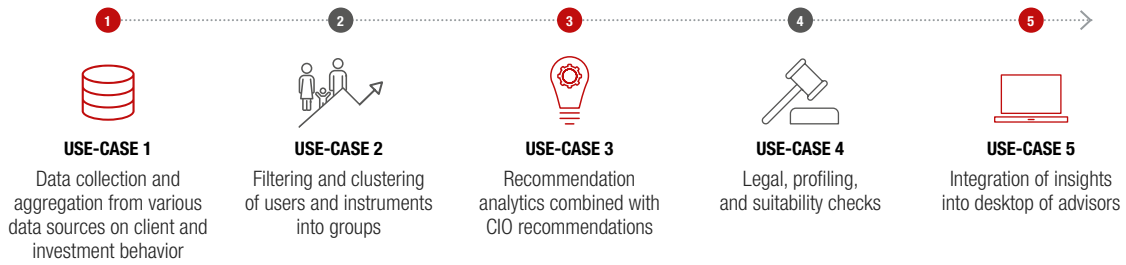 1
2
3
4
5
USE-CASE 1
Data collection and
aggregation from various
data sources on client and
investment behavior
USE-CASE 2
Filtering and clustering
of users and instruments
into groups
USE-CASE 3
Recommendation
analytics combined with
CIO recommendations
USE-CASE 4
Legal, profiling,
and suitability checks
USE-CASE 5
Integration of insights
into desktop of advisors